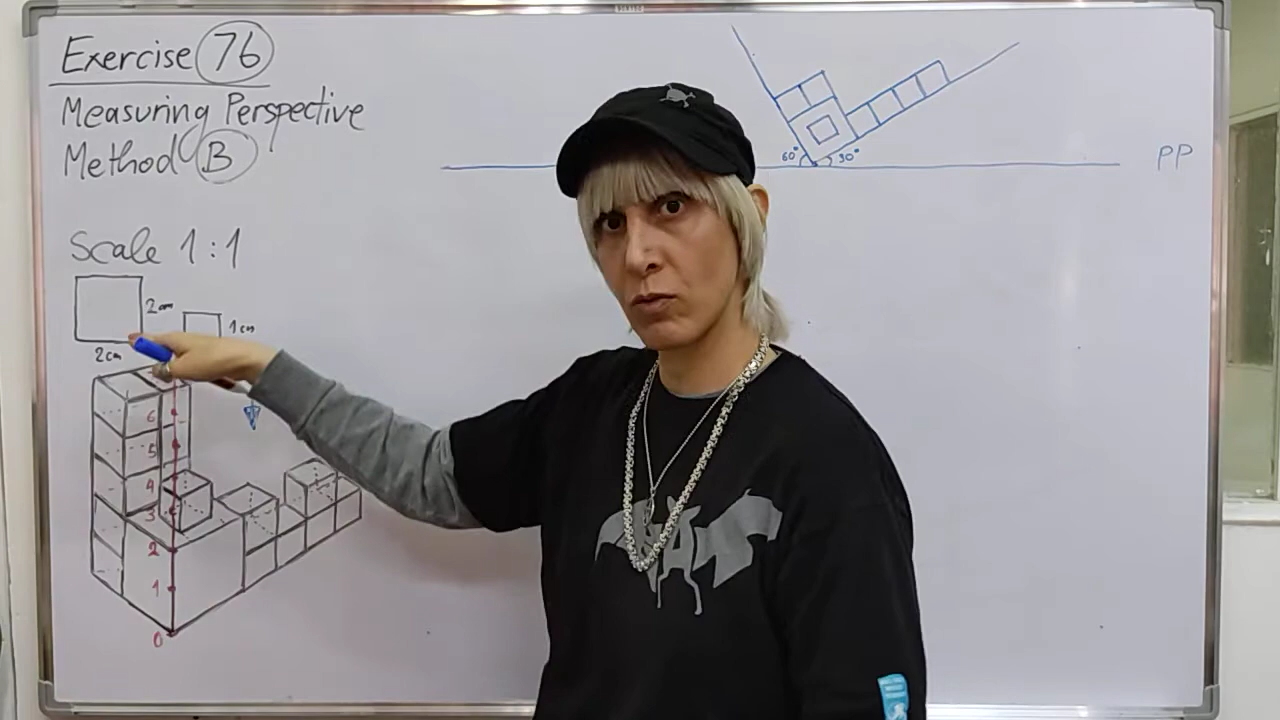 Exercise 76
Measuring Perspective
Method B
Scale 1:1
2cm
1cm
2cm
60° 30°
PP
6
5
4
3
2
1
0